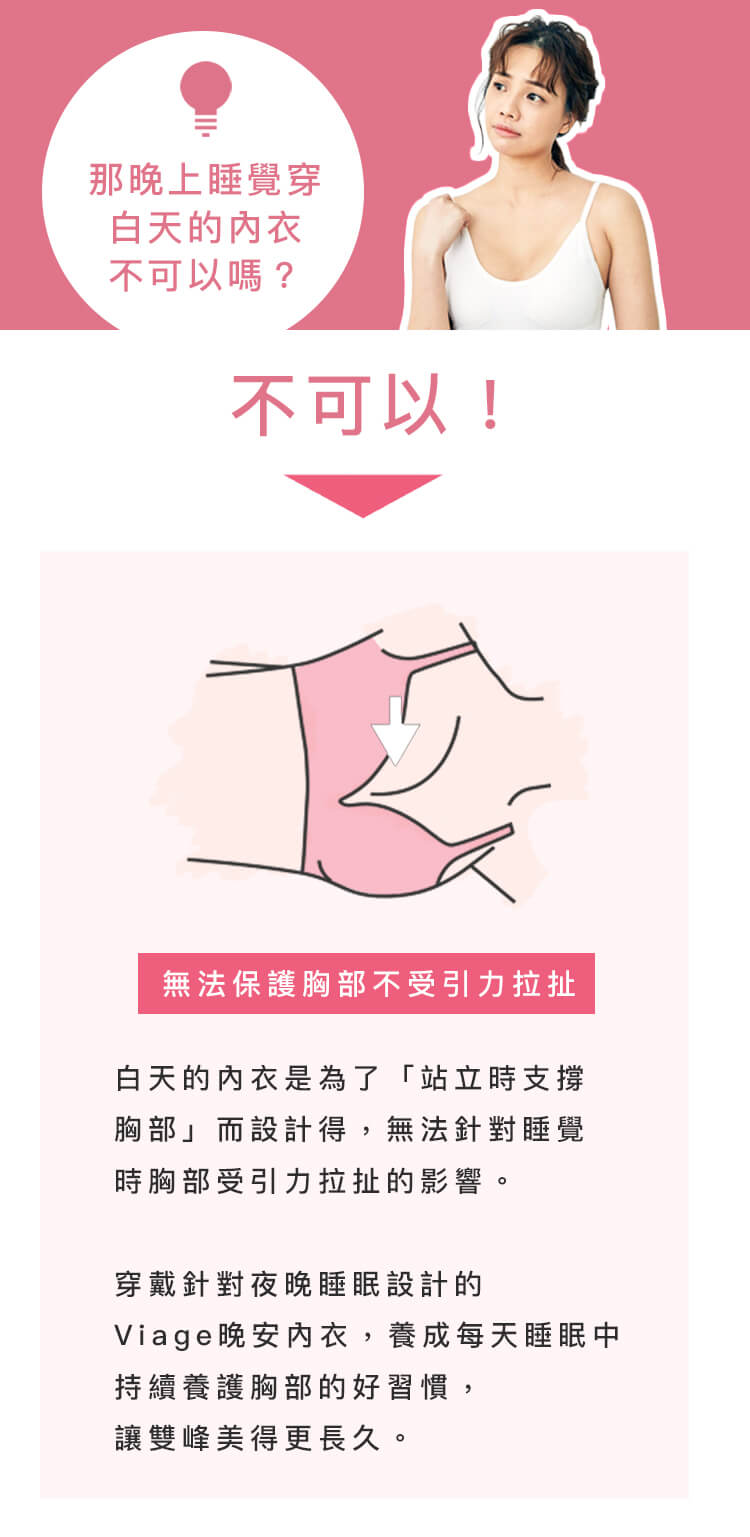 那晚上睡覺穿
白天的內衣
不可以嗎？
不可以！
無法保護胸部不受引力拉扯
白天的內衣是為了「站立時支撐
胸部」而設計得，無法針對睡覺
時胸部受引力拉扯的影響。
穿戴針對夜晚睡眠設計的
Viage晚安內衣，養成每天睡眠中
持續養護胸部的好習慣，
讓雙峰美得更長久。